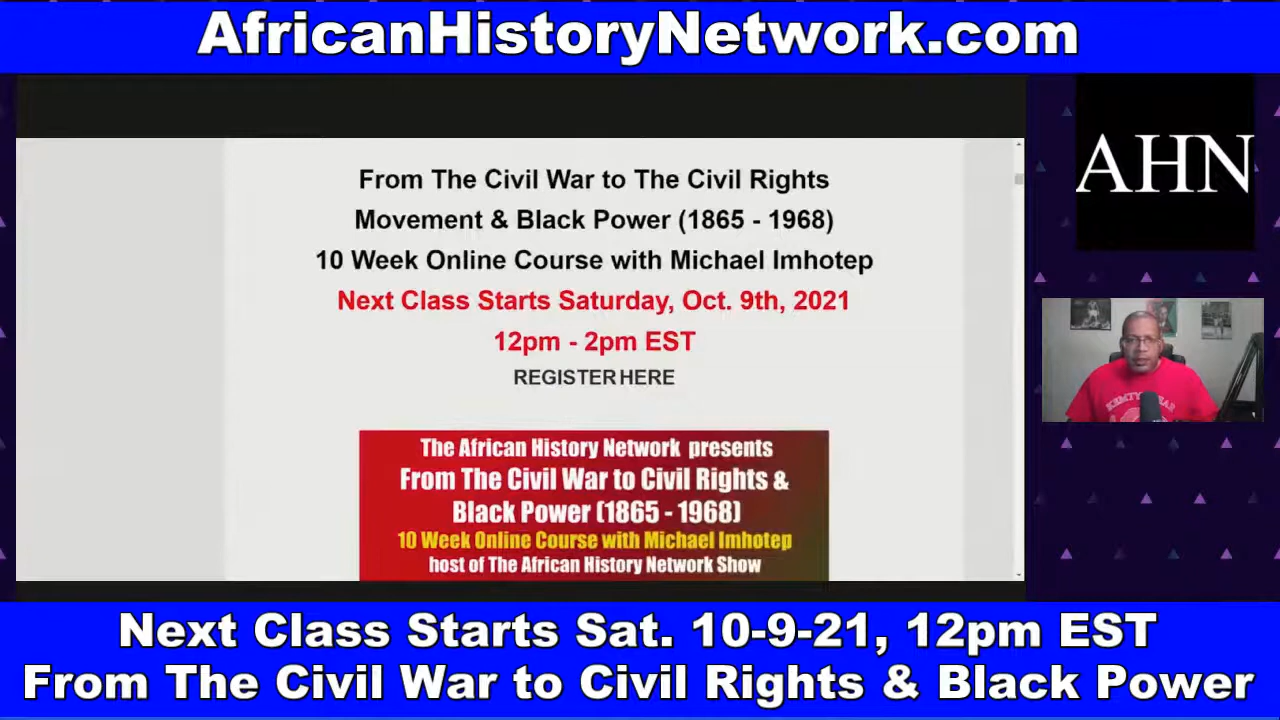 AfricanHistoryNetwork.com
From The Civil War to The Civil Rights
Movement & Black Power (1865 - 1968)
10 Week Online Course with Michael Imhotep
Next Class Starts Saturday, Oct. 9th, 2021
12pm - 2pm EST
REGISTER HERE
The African History Network presents
From The Civil War to Civil Rights &
Black Power (1865 - 1968)
10 Week Online Course with Michael Imhotep
host of The African History Network Show
AHN
Next Class Starts Sat. 10-9-21, 12pm EST
From The Civil War to Civil Rights & Black Power